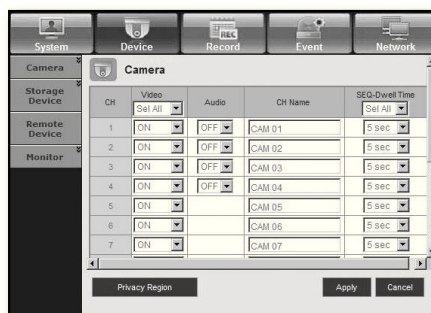 System Device Record Event Network
REC
Camera
Storage Device
Remote Device
Monitor
Camera
CH Video Audio CH Name SEQ-Dwell Time
Sel All Sel All
1 ON OFF CAM 01 5 sec
2 ON OFF CAM 02 5 sec
3 ON OFF CAM 03 5 sec
4 ON OFF CAM 04 5 sec
5 ON CAM 05 5 sec
6 ON CAM 06 5 sec
7 ON CAM 07 5 sec
Privacy Region Apply Cancel